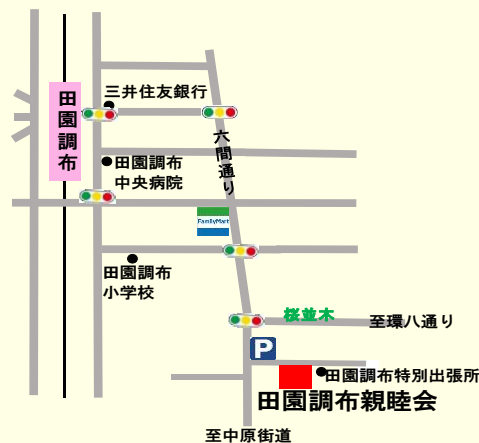 三井住友銀行
田園調布
六間通り
田園調布
中央病院
FamilyMart
田園調布
小学校
桜並木
至環八通り
P
田園調布特別出張所
田園調布親睦会
至中原街道